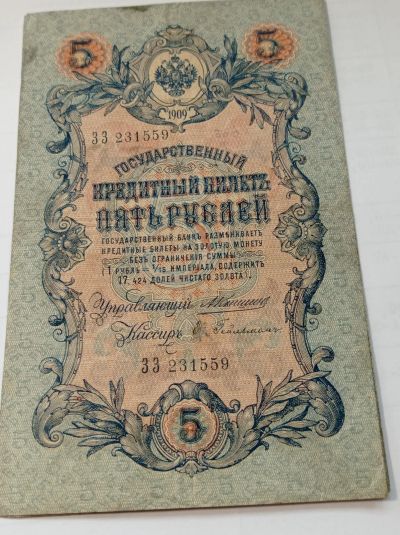 5 5
1909
ЗЗ 231559
ГОСУДАРСТВЕННЫЙ
КРЕДИТНЫЙ БИЛЕТЪ
ПЯТЬ РУБЛЕЙ
ГОСУДАРСТВЕННЫЙ БАНКЪ РАЗМѢНИВАЕТЪ
КРЕДИТНЫЕ БИЛЕТЫ НА ЗОЛОТУЮ МОНЕТУ
БЕЗЪ ОГРАНИЧЕНІЯ СУММЫ
(1 РУБЛЬ = 1/15 ИМПЕРІАЛА, СОДЕРЖИТЪ
17,424 ДОЛЕЙ ЧИСТАГО ЗОЛОТА).
Управляющій
Кассиръ
ЗЗ 231559
5